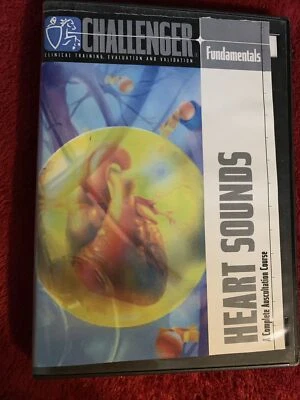 CHALLENGER
CLINICAL TRAINING, EVALUATION AND VALIDATION
Fundamentals
HEART SOUNDS
A Complete Auscultation Course